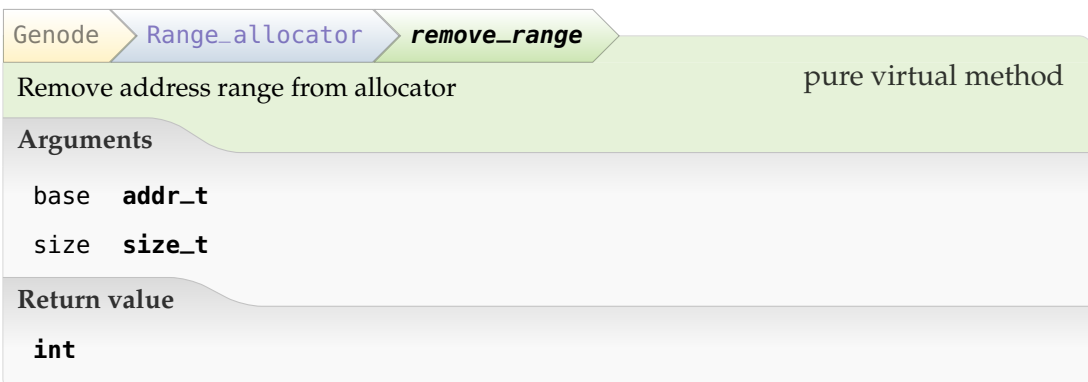 Genode Range_allocator remove_range
Remove address range from allocator pure virtual method
Arguments
base addr_t
size size_t
Return value
int